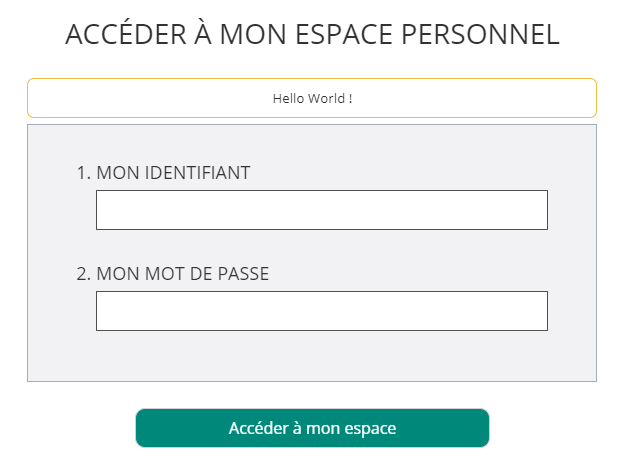 ACCÉDER À MON ESPACE PERSONNEL
Hello World !
1. MON IDENTIFIANT
2. MON MOT DE PASSE
Accéder à mon espace